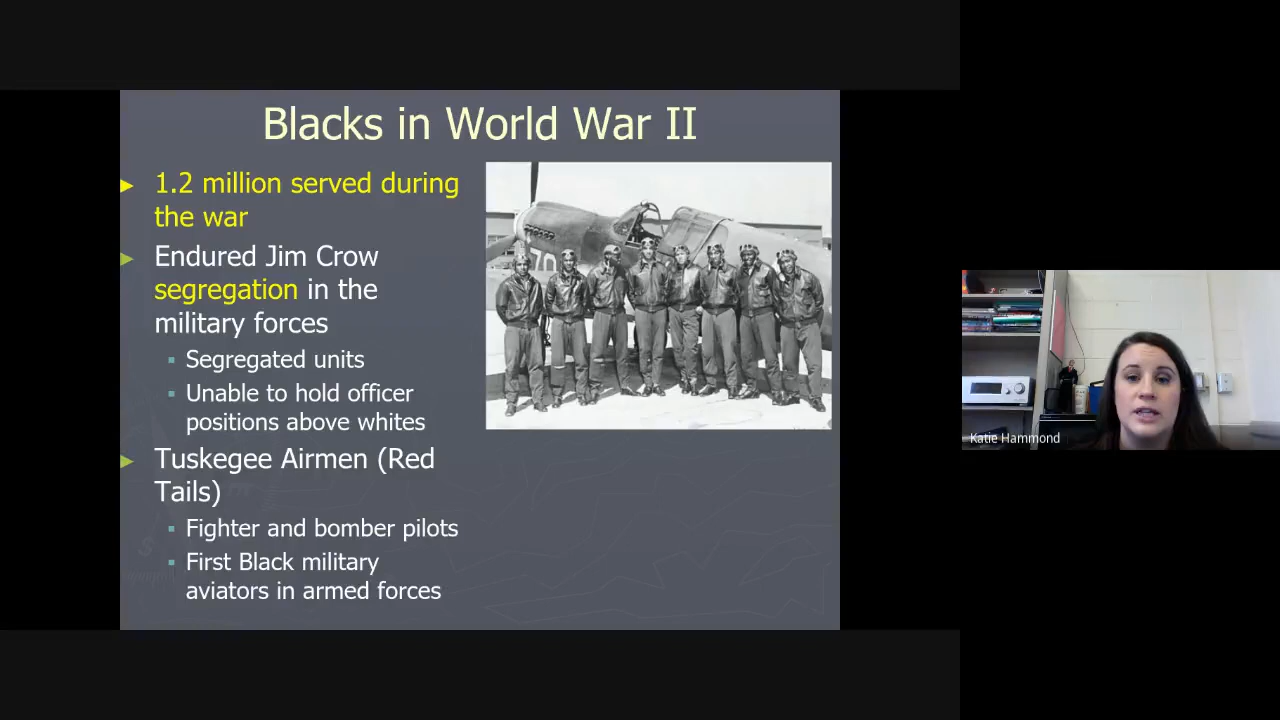 Blacks in World War II
1.2 million served during
the war
Endured Jim Crow
segregation in the
military forces
Segregated units
Unable to hold officer
positions above whites
Tuskegee Airmen (Red
Tails)
Fighter and bomber pilots
First Black military
aviators in armed forces
70
Katie Hammond